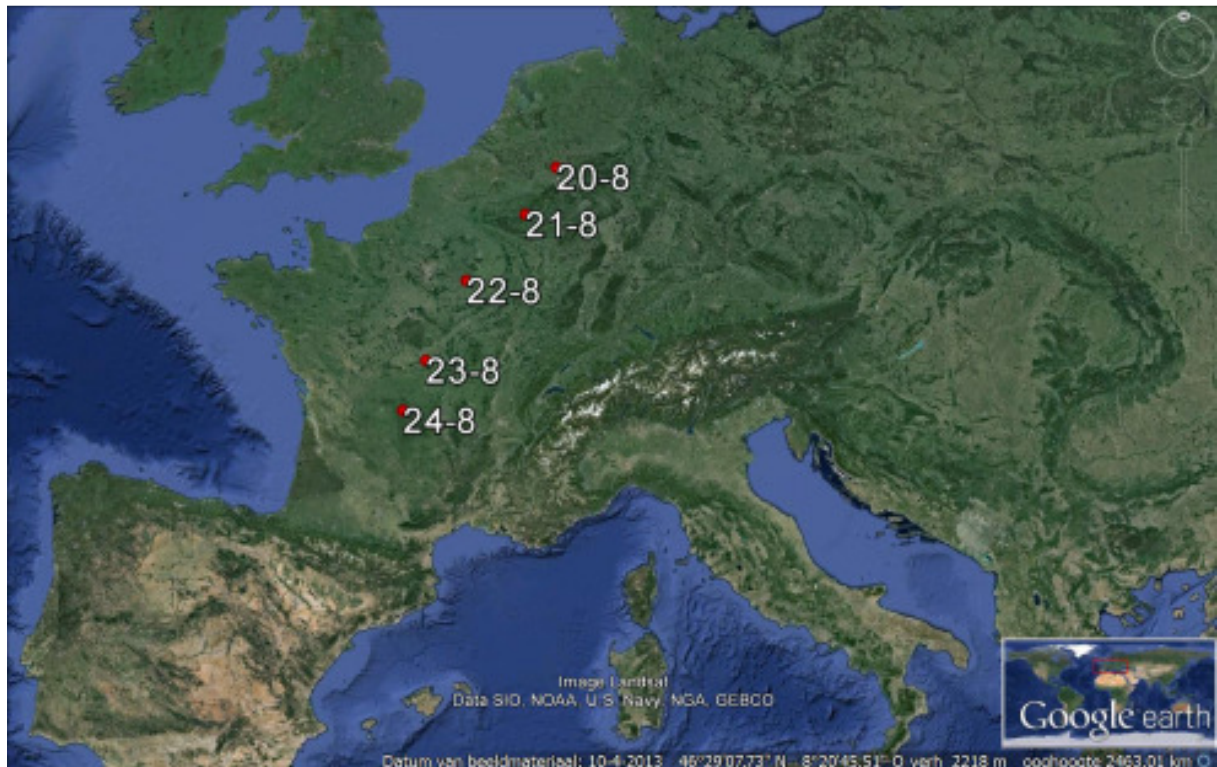 20-8
21-8
22-8
23-8
24-8
Image Landsat
Data SIO, NOAA, U.S. Navy, NGA, GEBCO
Google earth
Datum van beeldmateriaal: 10-4-2013 46°29'07.73" N 8°20'45.51" O verh 2218 m ooghoogte 2463.01 km